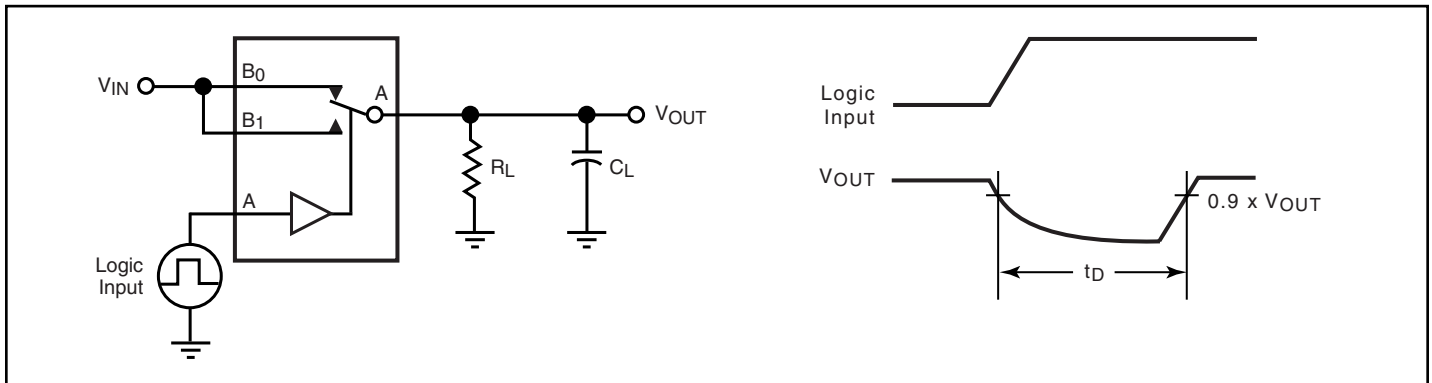 B0
VIN
A
B1
VOUT
RL
CL
A
Logic
Input
Logic
Input
VOUT
0.9 x VOUT
tD